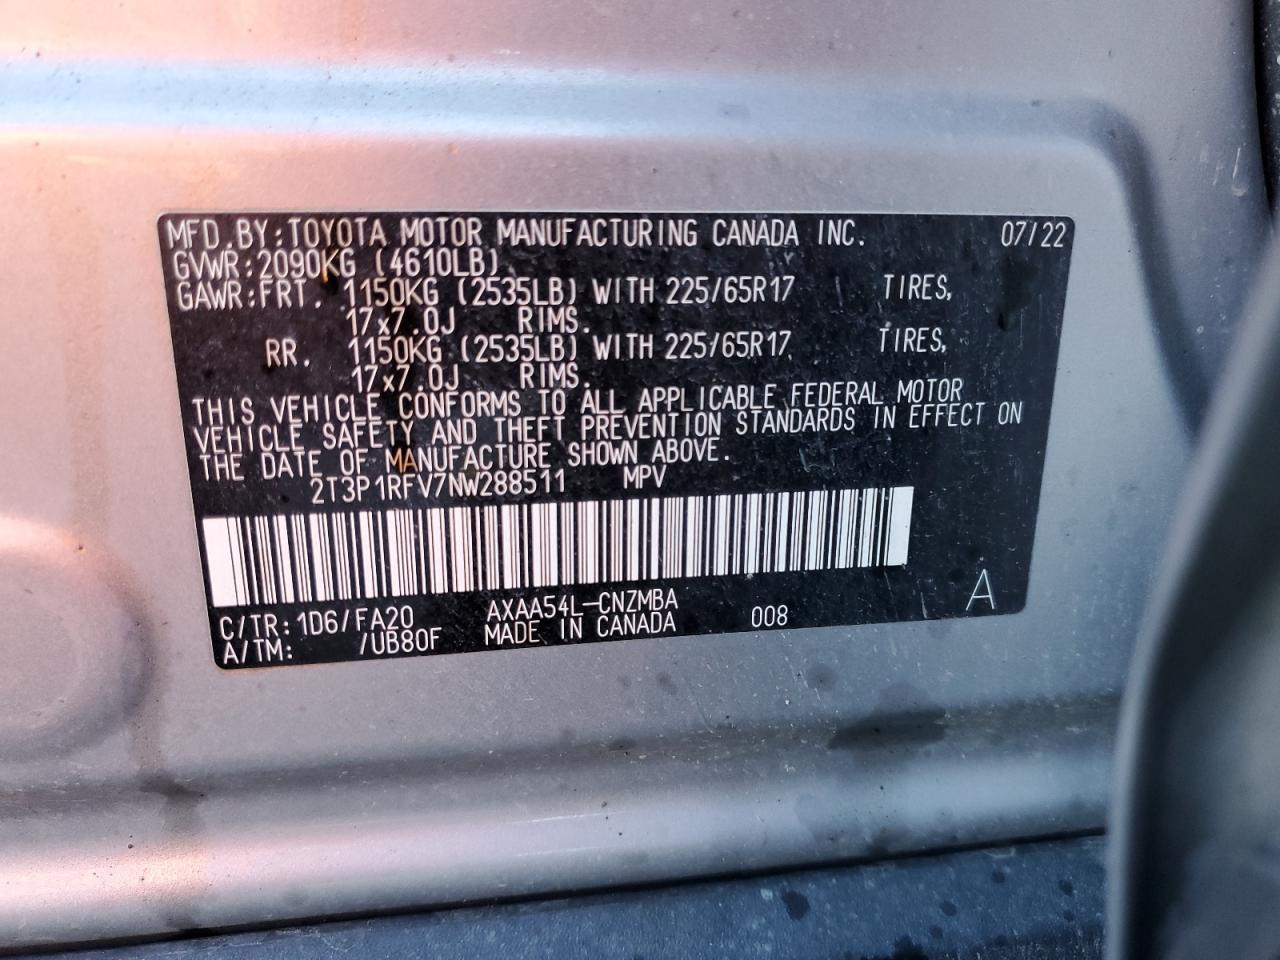 MFD.BY:TOYOTA MOTOR MANUFACTURING CANADA INC. 07/22
GVWR:2090KG (4610LB)
GAWR:FRT. 1150KG (2535LB) WITH 225/65R17 TIRES,
17x7.0J RIMS.
RR. 1150KG (2535LB) WITH 225/65R17 TIRES,
17x7.0J RIMS.
THIS VEHICLE CONFORMS TO ALL APPLICABLE FEDERAL MOTOR
VEHICLE SAFETY AND THEFT PREVENTION STANDARDS IN EFFECT ON
THE DATE OF MANUFACTURE SHOWN ABOVE.
2T3P1RFV7NW288511 MPV
C/TR:1D6/FA20 AXAA54L-CNZMBA 008 A
A/TM: /UB80F MADE IN CANADA